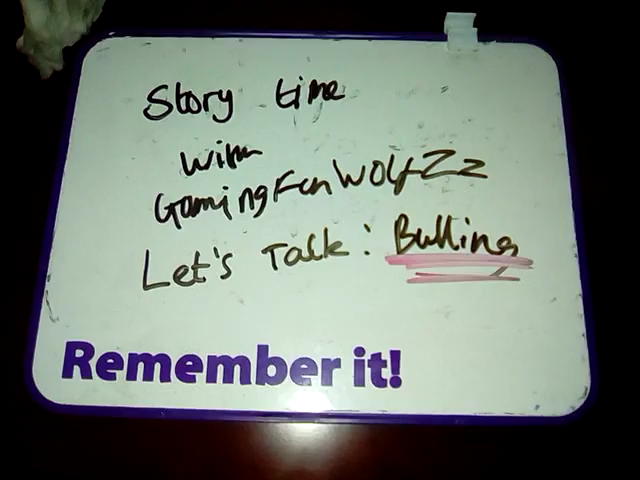 Story time
with
GamingFanWolfZz
Let's Talk: Bulling
Remember it!